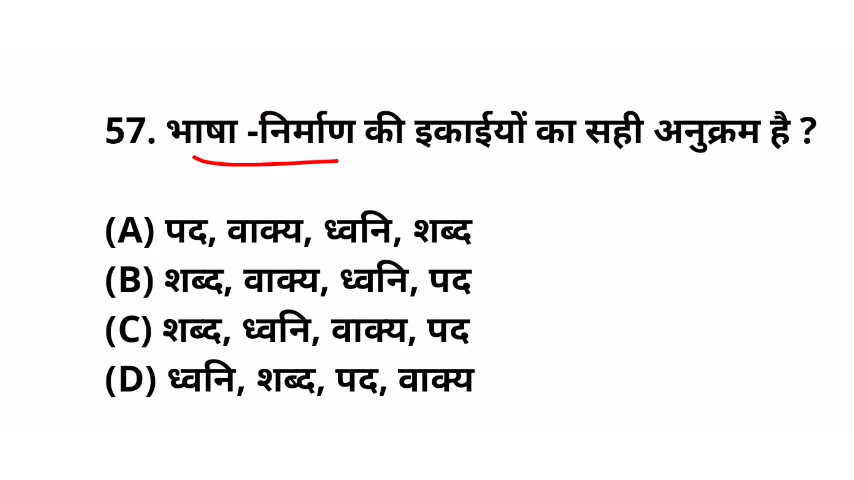 57. भाषा -निर्माण की इकाईयों का सही अनुक्रम है ?
(A) पद, वाक्य, ध्वनि, शब्द
(B) शब्द, वाक्य, ध्वनि, पद
(C) शब्द, ध्वनि, वाक्य, पद
(D) ध्वनि, शब्द, पद, वाक्य